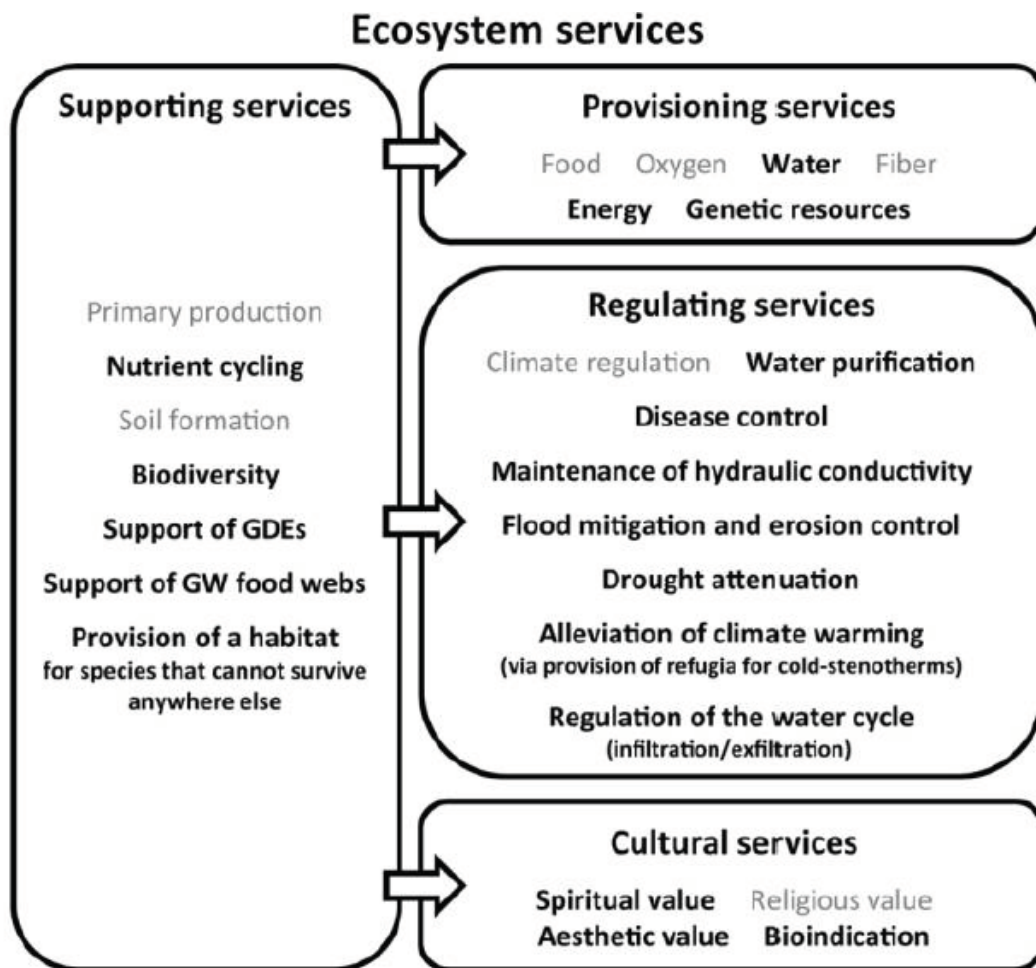 Ecosystem services
Supporting services
Primary production
Nutrient cycling
Soil formation
Biodiversity
Support of GDEs
Support of GW food webs
Provision of a habitat
for species that cannot survive
anywhere else
Provisioning services
Food Oxygen Water Fiber
Energy Genetic resources
Regulating services
Climate regulation Water purification
Disease control
Maintenance of hydraulic conductivity
Flood mitigation and erosion control
Drought attenuation
Alleviation of climate warming
(via provision of refugia for cold-stenotherms)
Regulation of the water cycle
(infiltration/exfiltration)
Cultural services
Spiritual value Religious value
Aesthetic value Bioindication